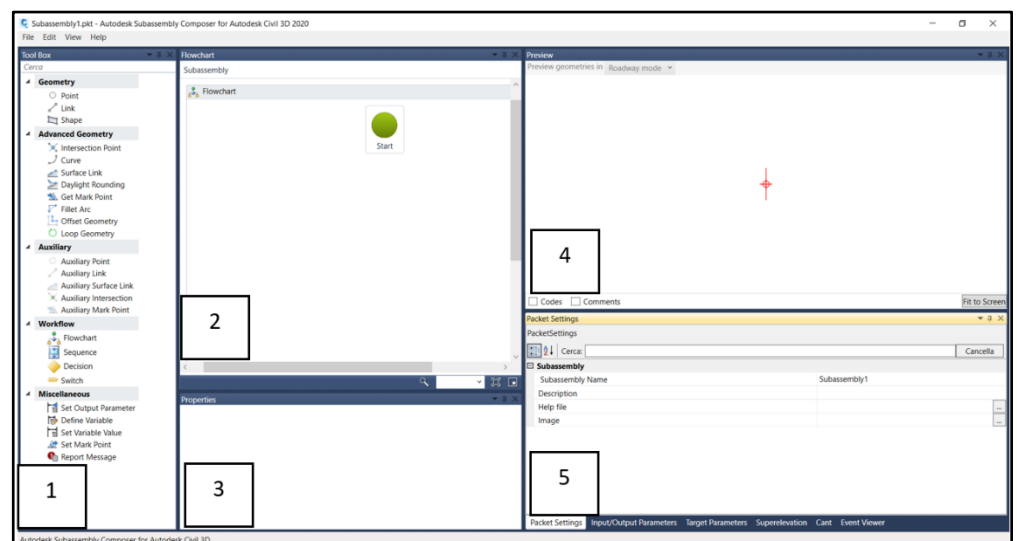 Subassembly1.pkt - Autodesk Subassembly Composer for Autodesk Civil 3D 2020
File Edit View Help
Tool Box
Cerca
Geometry
Point
Link
Shape
Advanced Geometry
Intersection Point
Curve
Surface Link
Daylight Rounding
Get Mark Point
Fillet Arc
Offset Geometry
Loop Geometry
Auxiliary
Auxiliary Point
Auxiliary Link
Auxiliary Surface Link
Auxiliary Intersection
Auxiliary Mark Point
Workflow
Flowchart
Sequence
Decision
Switch
Miscellaneous
Set Output Parameter
Define Variable
Set Variable Value
Set Mark Point
Report Message
1
Flowchart
Subassembly
Flowchart
Start
2
Properties
3
Preview
Preview geometries in Roadway mode
4
Codes Comments Fit to Screen
Packet Settings
PacketSettings
Cerca: Cancella
Subassembly
Subassembly Name Subassembly1
Description
Help file ...
Image ...
5
Packet Settings Input/Output Parameters Target Parameters Superelevation Cant Event Viewer
Autodesk Subassembly Composer for Autodesk Civil 3D